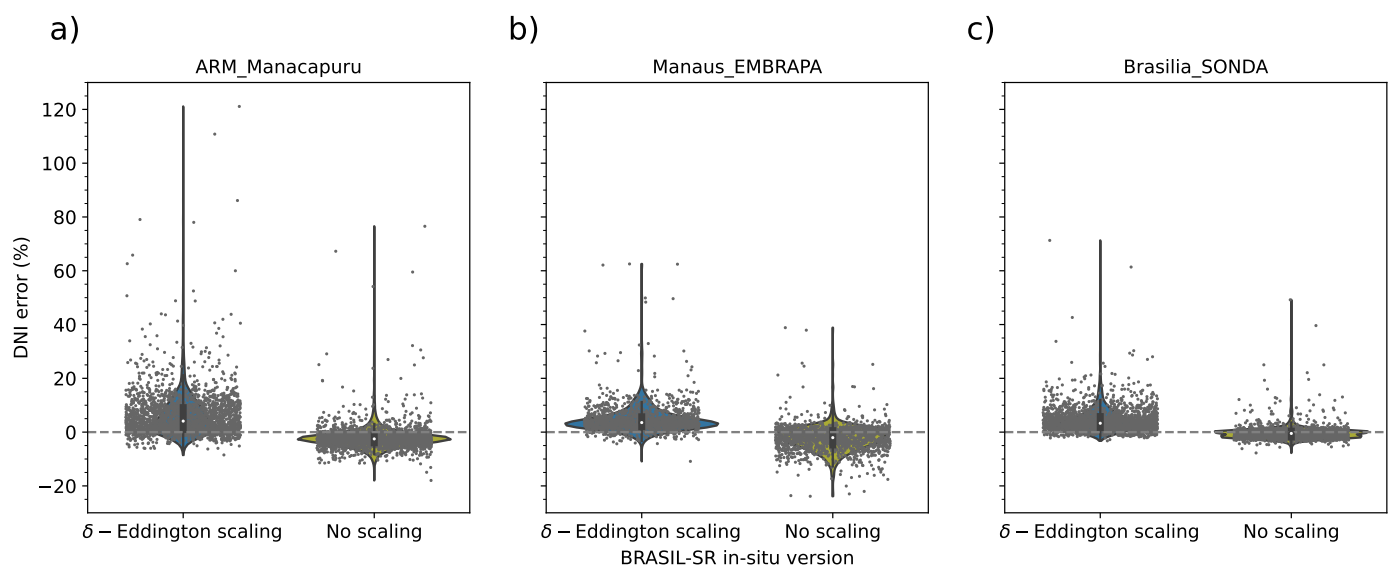 a)
b)
c)
ARM_Manacapuru
Manaus_EMBRAPA
Brasilia_SONDA
DNI error (%)
120
100
80
60
40
20
0
−20
δ − Eddington scaling
No scaling
δ − Eddington scaling
No scaling
δ − Eddington scaling
No scaling
BRASIL-SR in-situ version